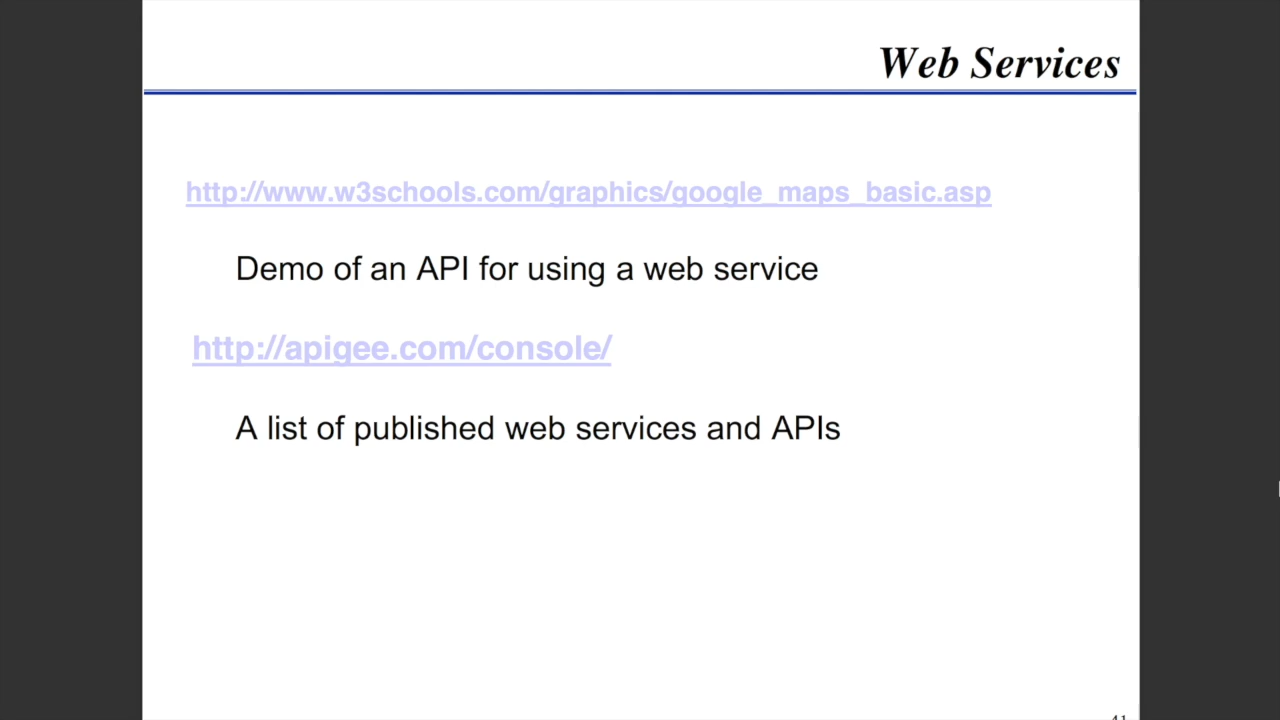 Web Services
http://www.w3schools.com/graphics/google_maps_basic.asp
Demo of an API for using a web service
http://apigee.com/console/
A list of published web services and APIs